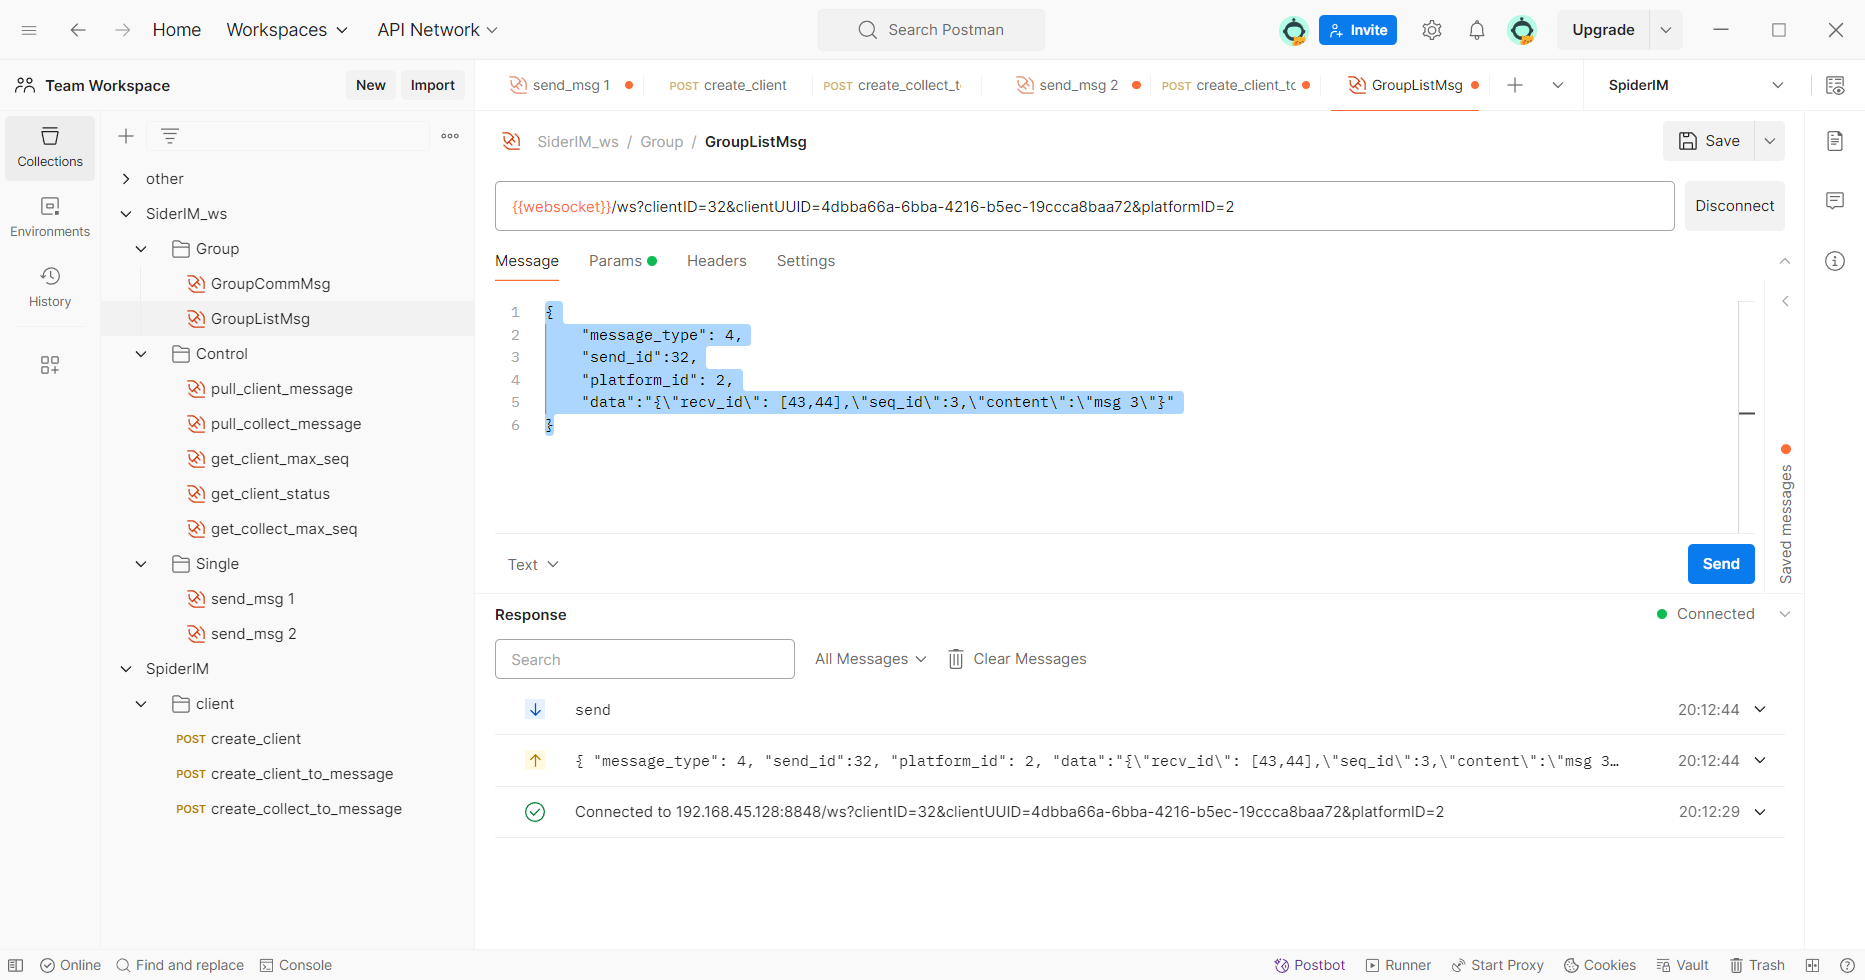 Home Workspaces API Network Search Postman Invite Upgrade
Team Workspace New Import
send_msg 1 POST create_client POST create_collect_t send_msg 2 POST create_client_tc GroupListMsg SpiderIM
Collections
Environments
History
other
SiderIM_ws
Group
GroupCommMsg
GroupListMsg
Control
pull_client_message
pull_collect_message
get_client_max_seq
get_client_status
get_collect_max_seq
Single
send_msg 1
send_msg 2
SpiderIM
client
POST create_client
POST create_client_to_message
POST create_collect_to_message
SiderIM_ws / Group / GroupListMsg Save
{{websocket}}/ws?clientID=32&clientUUID=4dbba66a-6bba-4216-b5ec-19ccca8baa72&platformID=2 Disconnect
Message Params Headers Settings
1 {
2 "message_type": 4,
3 "send_id":32,
4 "platform_id": 2,
5 "data":"{\"recv_id\": [43,44],\"seq_id\":3,\"content\":\"msg 3\"}"
6 }
Saved messages
Text Send
Response Connected
Search All Messages Clear Messages
send 20:12:44
{ "message_type": 4, "send_id":32, "platform_id": 2, "data":"{\"recv_id\": [43,44],\"seq_id\":3,\"content\":\"msg 3… 20:12:44
Connected to 192.168.45.128:8848/ws?clientID=32&clientUUID=4dbba66a-6bba-4216-b5ec-19ccca8baa72&platformID=2 20:12:29
Online Find and replace Console Postbot Runner Start Proxy Cookies Vault Trash